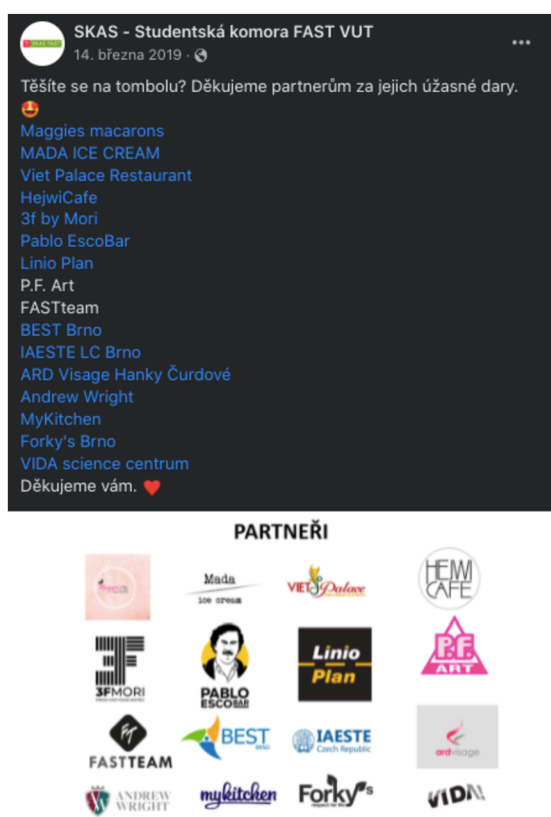 SKAS - Studentská komora FAST VUT
14. března 2019
Těšíte se na tombolu? Děkujeme partnerům za jejich úžasné dary.
Maggies macarons
MADA ICE CREAM
Viet Palace Restaurant
HejwiCafe
3f by Mori
Pablo EscoBar
Linio Plan
P.F. Art
FASTteam
BEST Brno
IAESTE LC Brno
ARD Visage Hanky Čurdové
Andrew Wright
MyKitchen
Forky's Brno
VIDA science centrum
Děkujeme vám.
PARTNEŘI
Mada
ice cream
VIET Palace
HEJWI
CAFE
3F
3FMORI
PABLO
ESCOBAR
Linio
Plan
P.F.
ART
FT
FASTTEAM
BEST
BRNO
IAESTE
Czech Republic
ardvisage
ANDREW
WRIGHT
mykitchen
Forky's
VIDA!